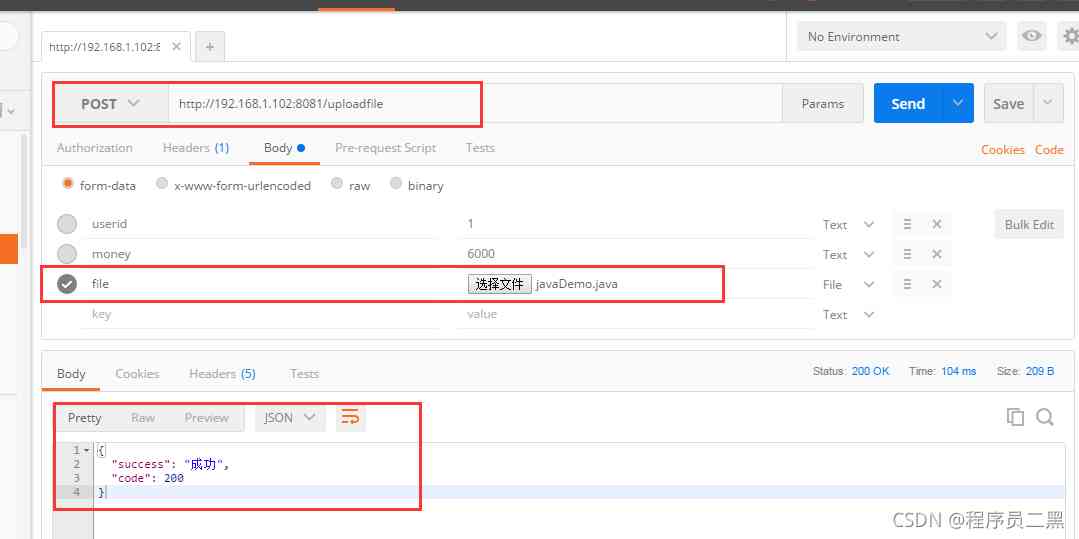 http://192.168.1.102:8
No Environment
POST http://192.168.1.102:8081/uploadfile Params Send Save
Authorization Headers (1) Body Pre-request Script Tests Cookies Code
form-data x-www-form-urlencoded raw binary
userid 1 Text Bulk Edit
money 6000 Text
file 选择文件 javaDemo.java File
key value Text
Body Cookies Headers (5) Tests Status: 200 OK Time: 104 ms Size: 209 B
Pretty Raw Preview JSON
1 {
2 "success": "成功",
3 "code": 200
4 }
CSDN @程序员二黑